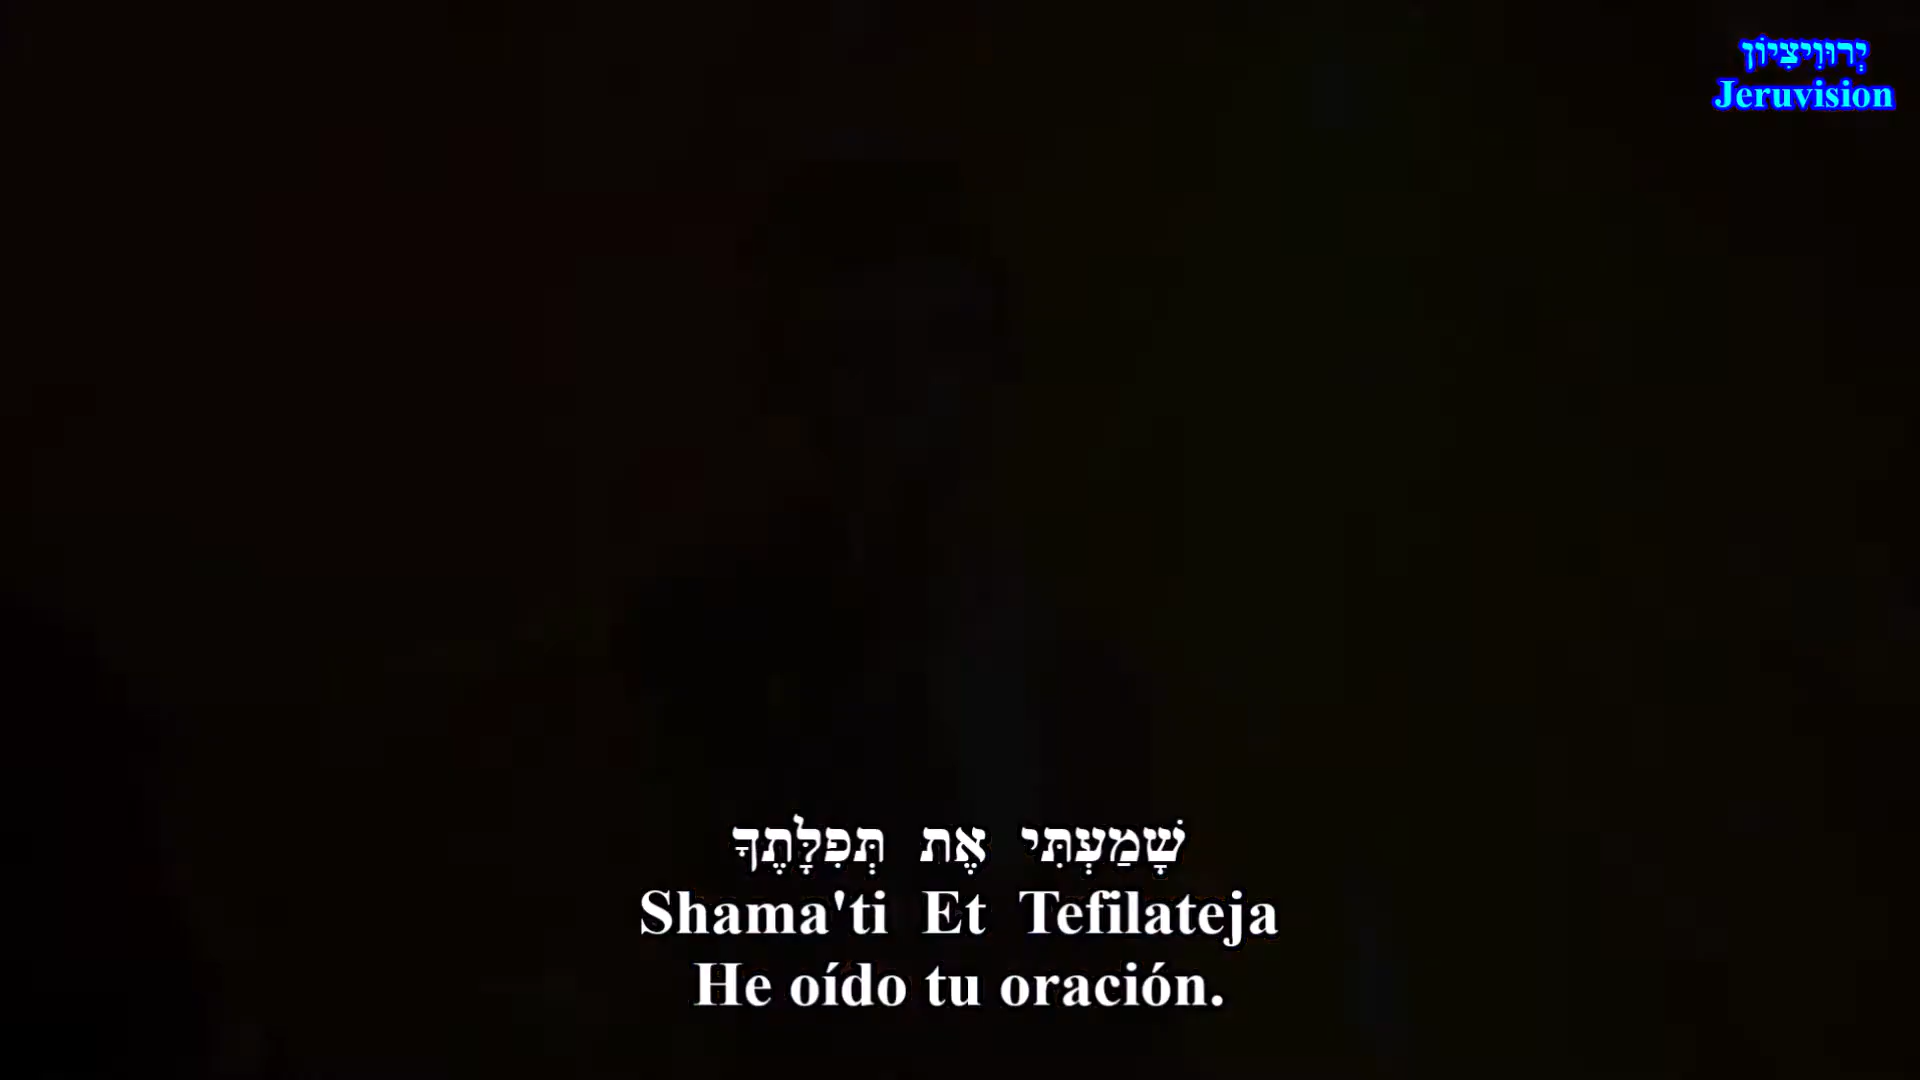 יְרוּוִיצִיוֹן
Jeruvision
שָׁמַעְתִּי אֶת תְּפִלָּתֶךָ
Shama'ti Et Tefilateja
He oído tu oración.